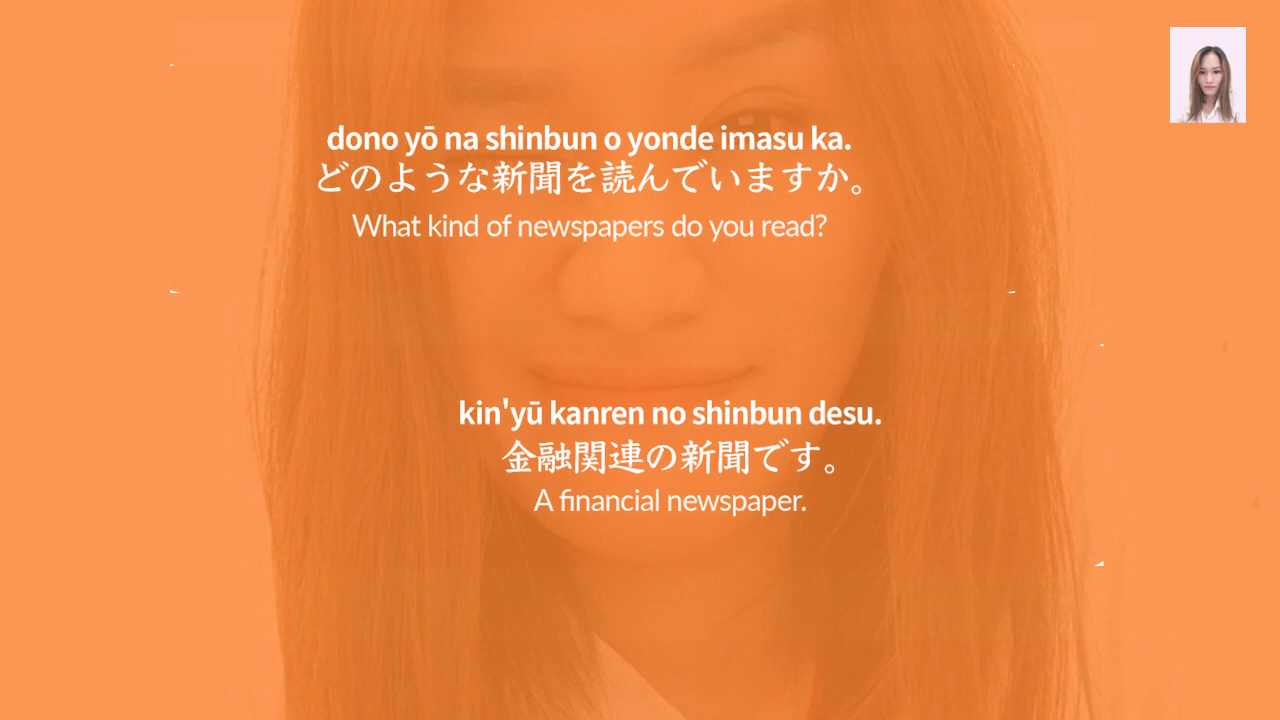 dono yō na shinbun o yonde imasu ka.
どのような新聞を読んでいますか。
What kind of newspapers do you read?
kin'yū kanren no shinbun desu.
金融関連の新聞です。
A financial newspaper.